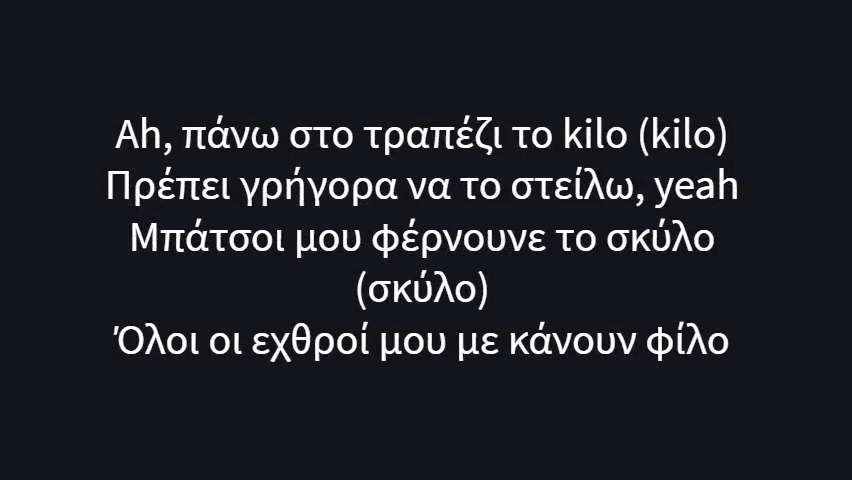 Ah, πάνω στο τραπέζι το kilo (kilo)
Πρέπει γρήγορα να το στείλω, yeah
Μπάτσοι μου φέρνουνε το σκύλο
(σκύλο)
Όλοι οι εχθροί μου με κάνουν φίλο